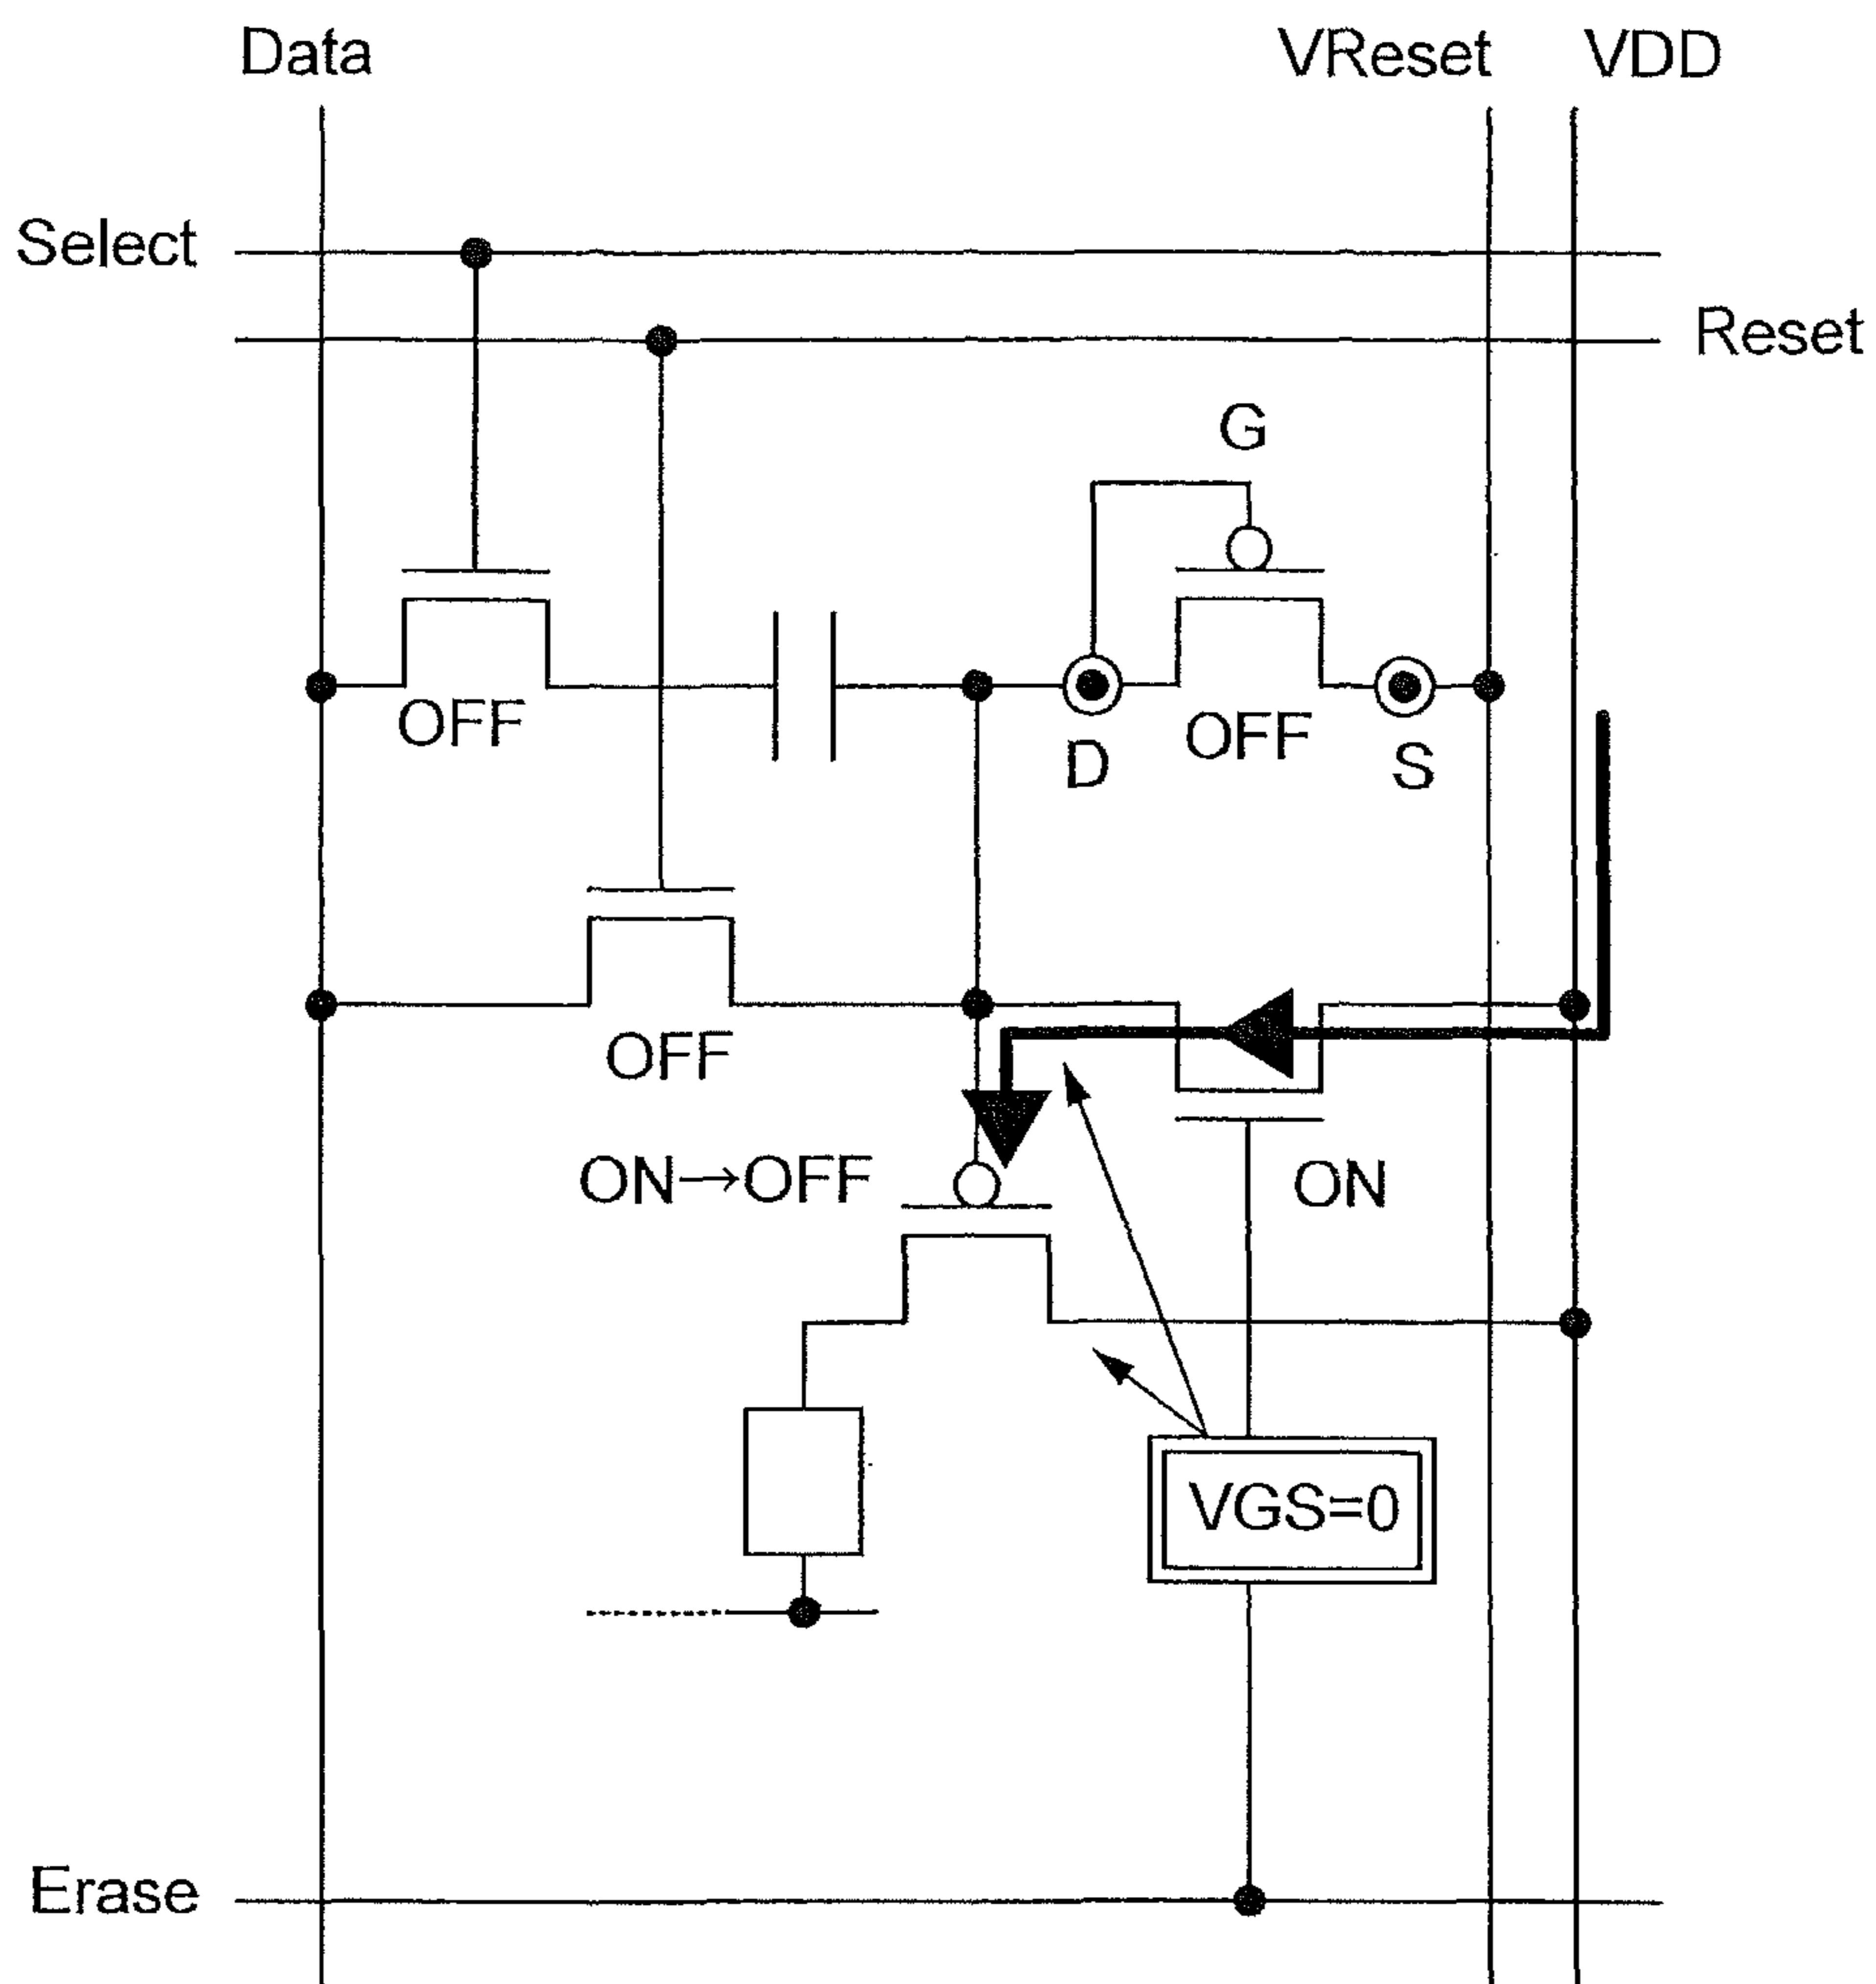 Data
VReset
VDD
Select
Reset
G
OFF
D
OFF
S
OFF
ON→OFF
ON
VGS=0
Erase